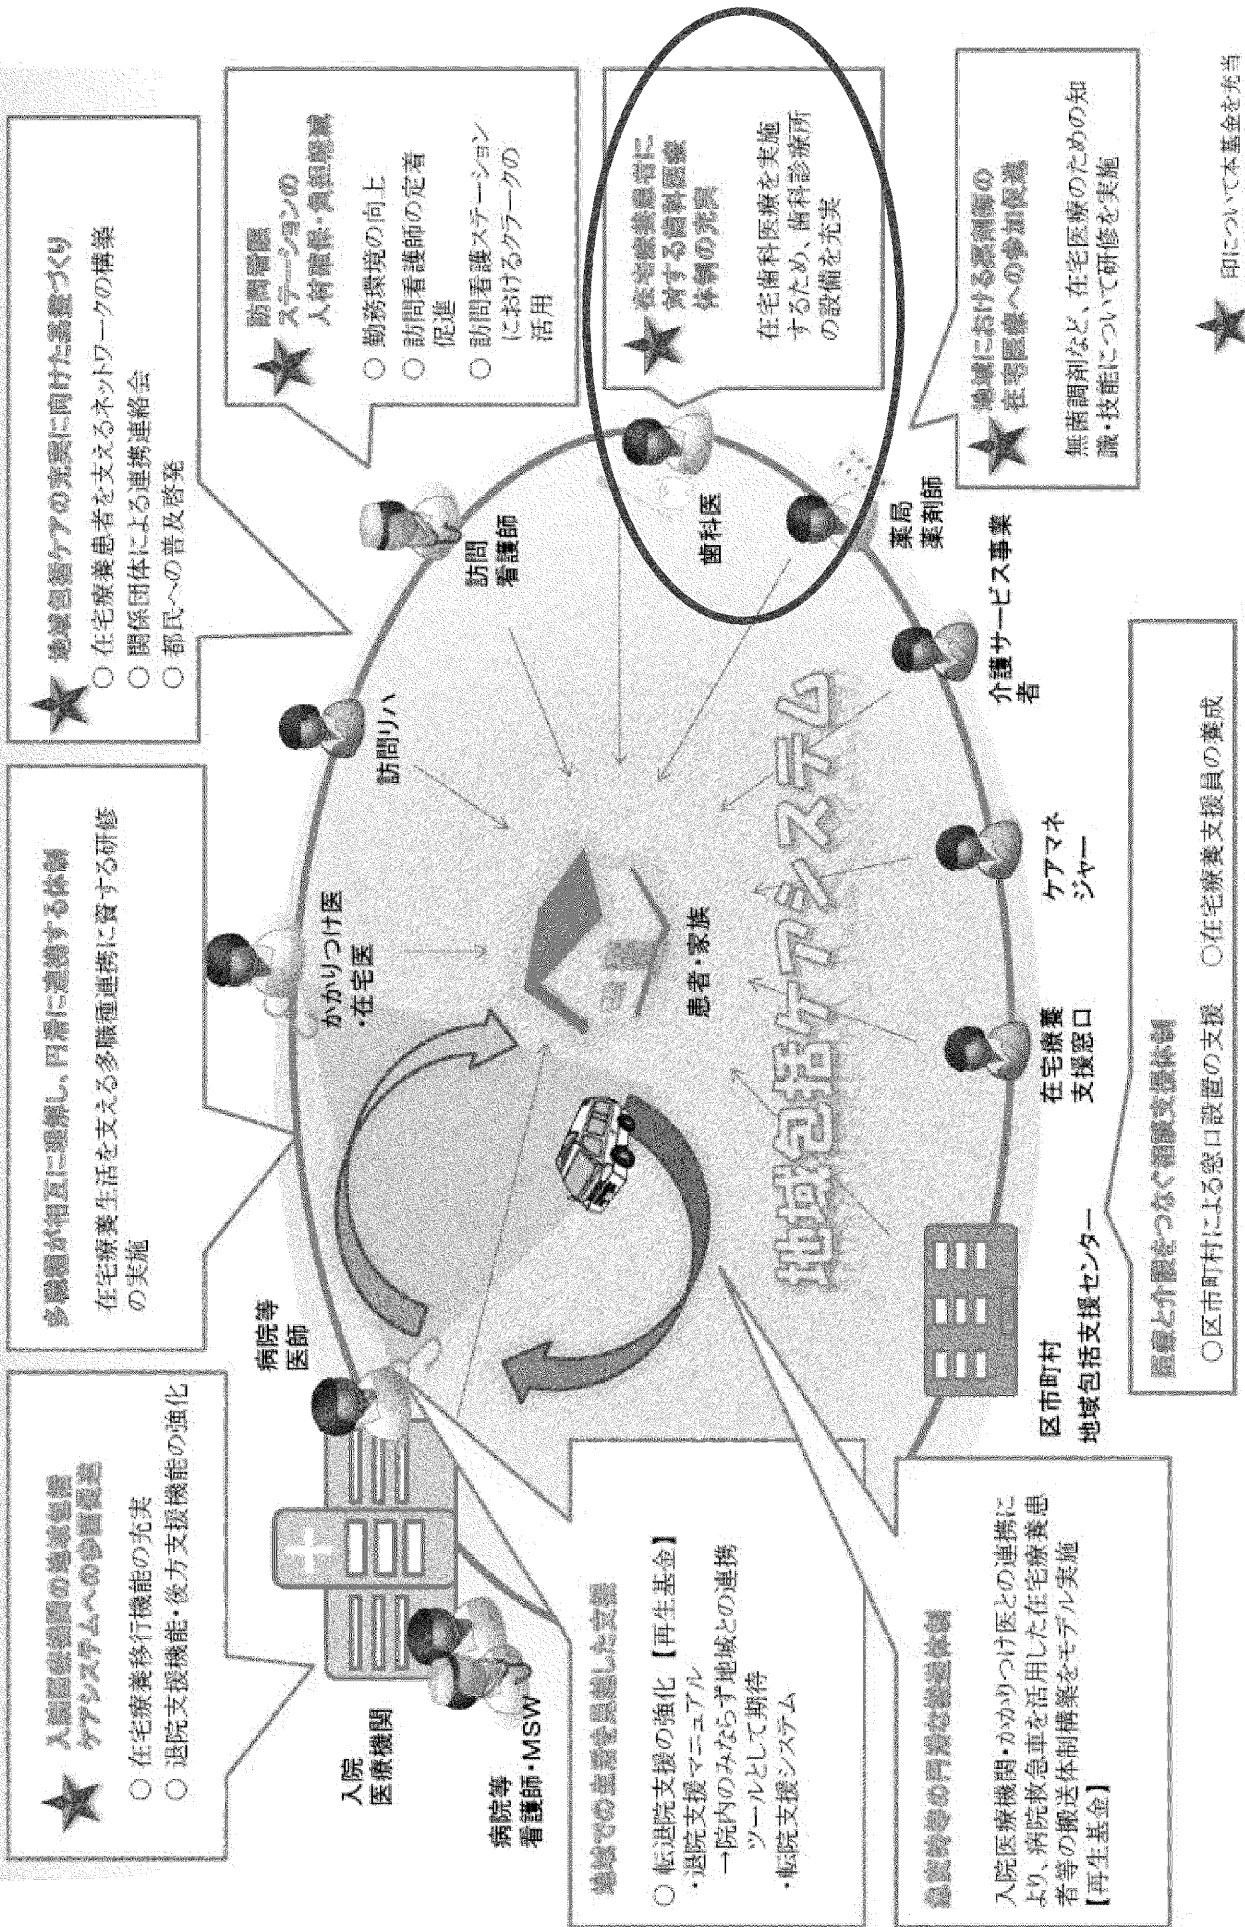 入院医療機関の地域包括
ケアシステムへの参画促進
○ 在宅療養移行機能の充実
○ 退院支援機能・後方支援機能の強化
多職種が相互に理解し、円滑に連携する体制
在宅療養生活を支える多職種連携に資する研修
の実施
地域包括ケアの充実に向けた基盤づくり
○ 在宅療養患者を支えるネットワークの構築
○ 関係団体による連携連絡会
○ 都民への普及啓発
訪問看護
ステーションの
人材確保・負担軽減
○ 勤務環境の向上
○ 訪問看護師の定着
促進
○ 訪問看護ステーション
におけるクラークの
活用
在宅療養患者に
対する歯科医療
体制の充実
在宅歯科医療を実施
するため、歯科診療所
の設備を充実
地域における薬剤師の
在宅医療への参加促進
無菌調剤など、在宅医療のための知
識・技能について研修を実施
入院
医療機関
病院等
看護師・MSW
病院等
医師
かかりつけ医
・在宅医
訪問リハ
訪問
看護師
歯科医
薬局
薬剤師
介護サービス事業
者
ケアマネ
ジャー
在宅療養
支援窓口
区市町村
地域包括支援センター
患者・家族
地域包括ケアシステム
地域での生活を見越した支援
○ 転退院支援の強化 【再生基金】
・退院支援マニュアル
→院内のみならず地域との連携
ツールとして期待
・転院支援システム
急変時等の円滑な搬送体制
入院医療機関・かかりつけ医との連携に
より、病院救急車を活用した在宅療養患
者等の搬送体制構築をモデル実施
【再生基金】
医療と介護をつなぐ相談支援体制
○区市町村による窓口設置の支援 ○在宅療養支援員の養成
印について本基金を充当